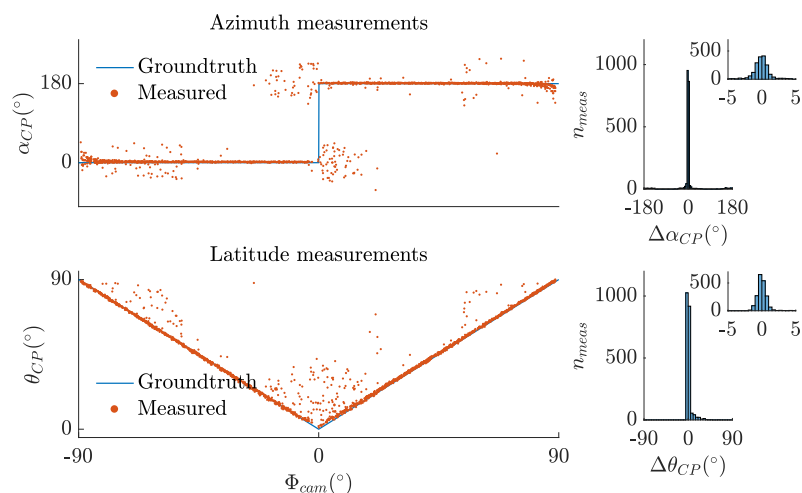 Azimuth measurements
Groundtruth
Measured
180
0
α_CP(°)
1000
500
0
n_meas
-180 0 180
Δα_CP(°)
500
0
-5 0 5
Latitude measurements
90
0
θ_CP(°)
Groundtruth
Measured
-90 0 90
Φ_cam(°)
1000
500
0
n_meas
-90 0 90
Δθ_CP(°)
500
0
-5 0 5